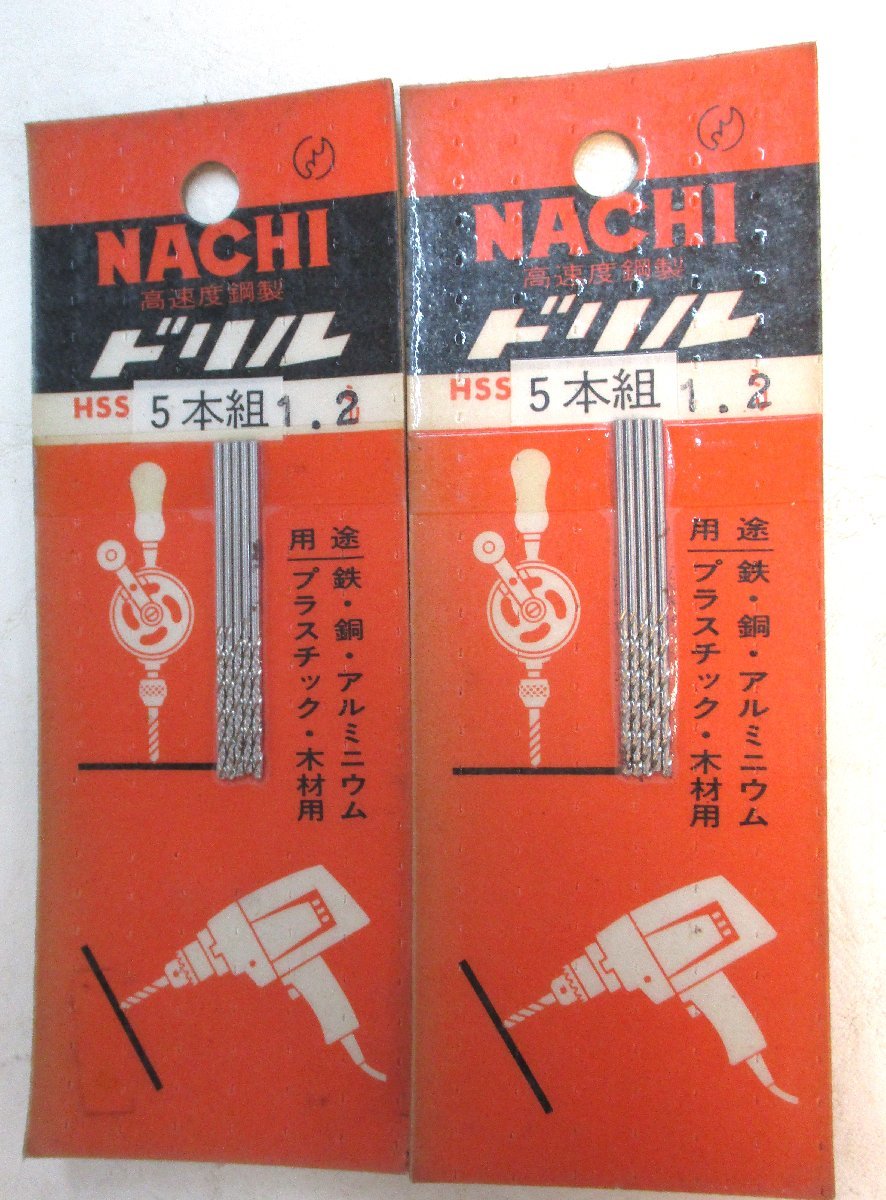 NACHI
高速度鋼製
ドリル
HSS 5本組 1.2
用途
鉄・銅・アルミニウム
プラスチック・木材用
NACHI
高速度鋼製
ドリル
HSS 5本組 1.2
用途
鉄・銅・アルミニウム
プラスチック・木材用